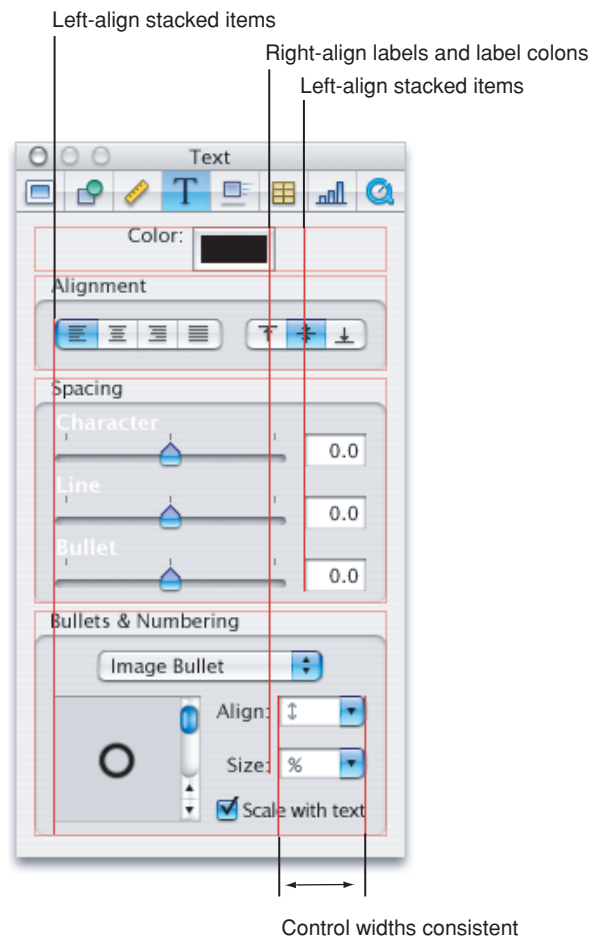 Left-align stacked items
Right-align labels and label colons
Left-align stacked items
Text
T
Color:
Alignment
Spacing
Character
0.0
Line
0.0
Bullet
0.0
Bullets & Numbering
Image Bullet
Align:
Size: %
Scale with text
Control widths consistent